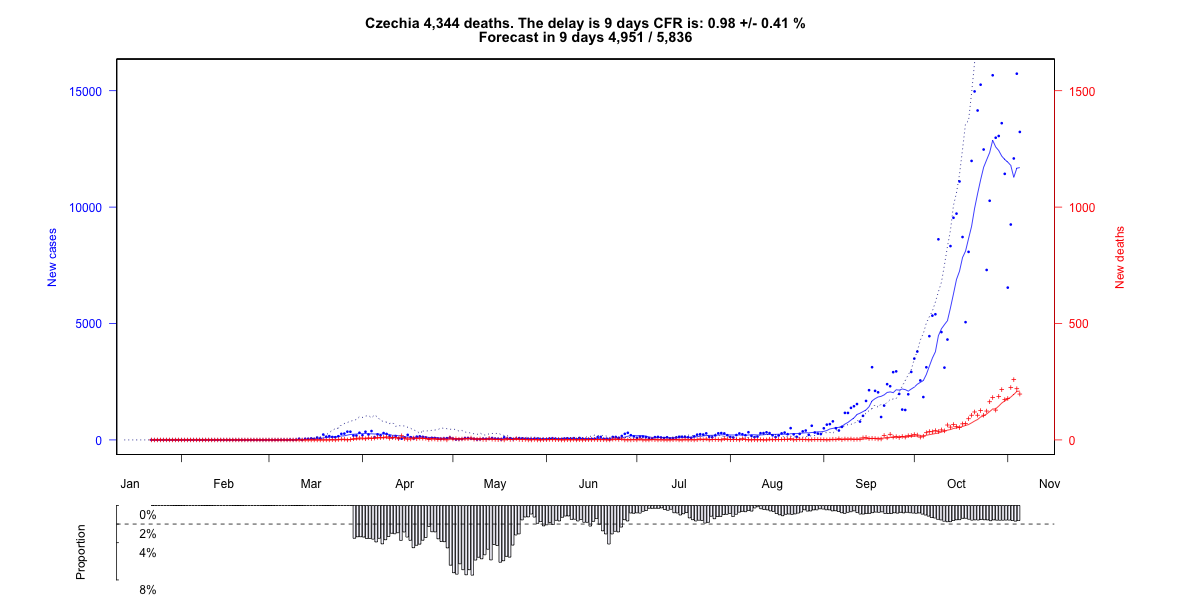 Czechia 4,344 deaths. The delay is 9 days CFR is: 0.98 +/- 0.41 %
Forecast in 9 days 4,951 / 5,836
15000
10000
5000
0
New cases
1500
1000
500
0
New deaths
Jan Feb Mar Apr May Jun Jul Aug Sep Oct Nov
Proportion
0%
2%
4%
8%